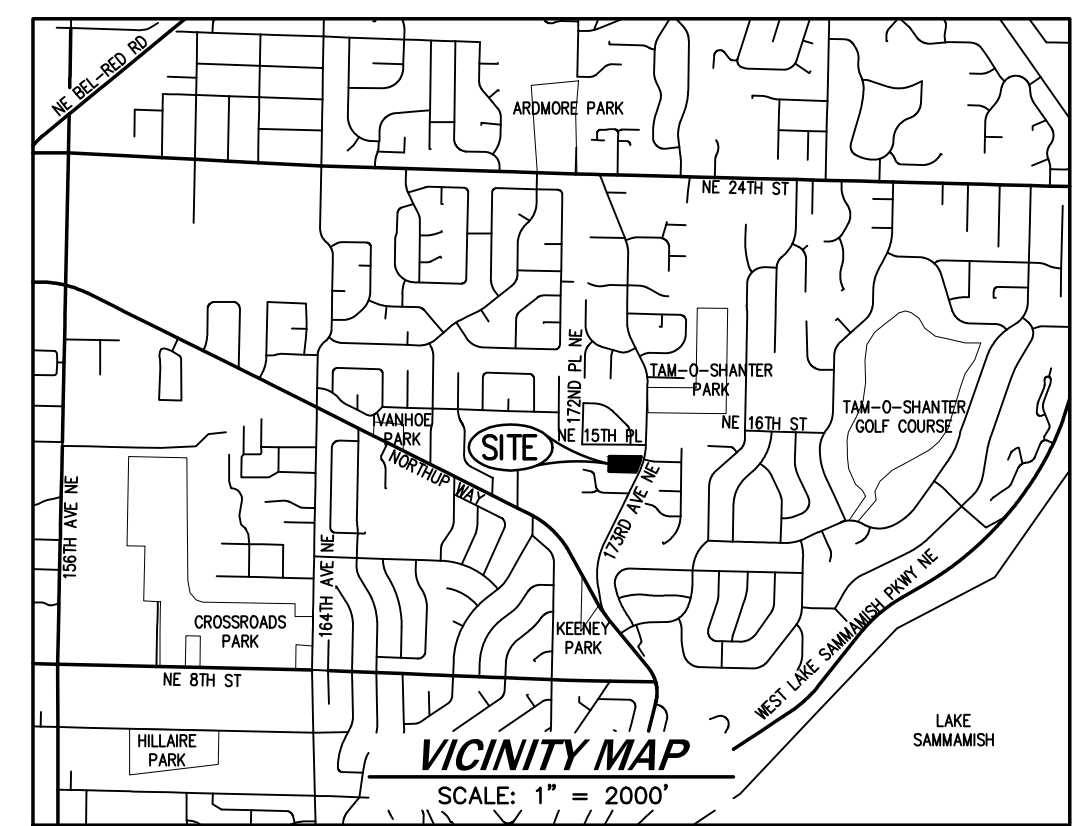 NE BEL-RED RD
ARDMORE PARK
NE 24TH ST
172ND PL NE
TAM-O-SHANTER
PARK
TAM-O-SHANTER
GOLF COURSE
IVANHOE
PARK
NE 16TH ST
NE 15TH PL
SITE
NORTHUP WAY
173RD AVE NE
156TH AVE NE
164TH AVE NE
CROSSROADS
PARK
KEENEY
PARK
WEST LAKE SAMMAMISH PKWY NE
NE 8TH ST
LAKE
SAMMAMISH
HILLAIRE
PARK
VICINITY MAP
SCALE: 1" = 2000'